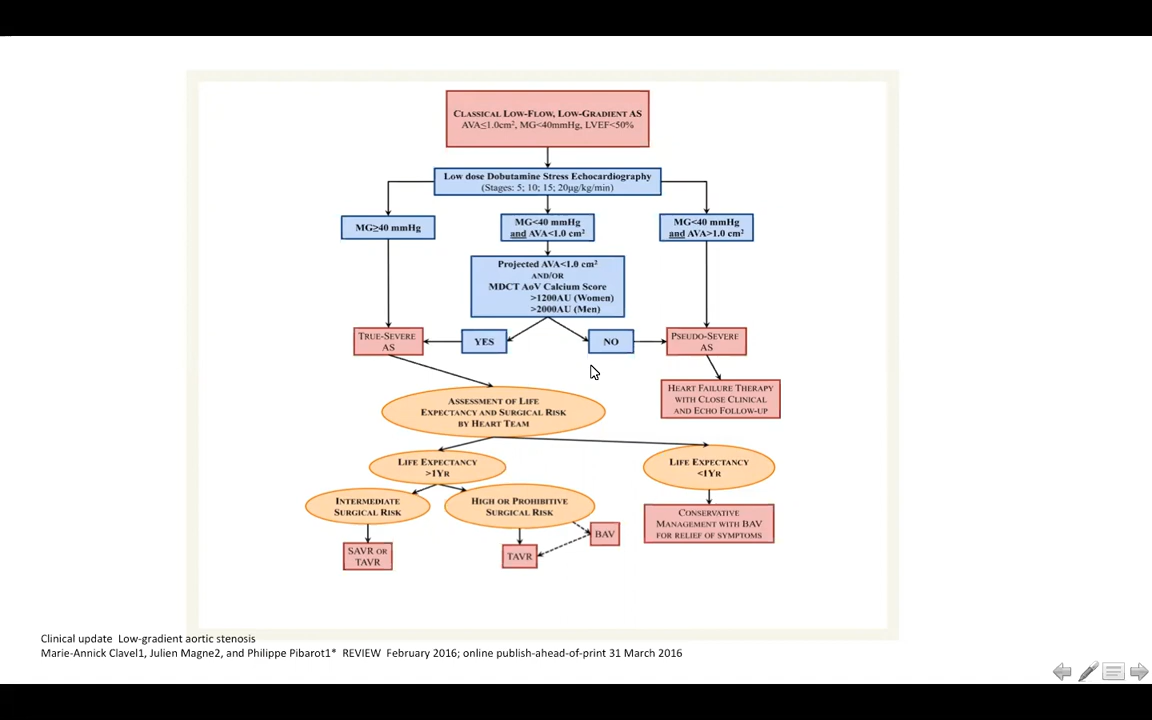 CLASSICAL LOW-FLOW, LOW-GRADIENT AS
AVA≤1.0cm², MG<40mmHg, LVEF<50%
Low dose Dobutamine Stress Echocardiography
(Stages: 5; 10; 15; 20µg/kg/min)
MG≥40 mmHg
MG<40 mmHg
and AVA<1.0 cm²
MG<40 mmHg
and AVA>1.0 cm²
Projected AVA<1.0 cm²
AND/OR
MDCT AoV Calcium Score
>1200AU (Women)
>2000AU (Men)
TRUE-SEVERE
AS
YES
NO
PSEUDO-SEVERE
AS
HEART FAILURE THERAPY
WITH CLOSE CLINICAL
AND ECHO FOLLOW-UP
ASSESSMENT OF LIFE
EXPECTANCY AND SURGICAL RISK
BY HEART TEAM
LIFE EXPECTANCY
>1YR
LIFE EXPECTANCY
<1YR
INTERMEDIATE
SURGICAL RISK
HIGH OR PROHIBITIVE
SURGICAL RISK
CONSERVATIVE
MANAGEMENT WITH BAV
FOR RELIEF OF SYMPTOMS
BAV
SAVR OR
TAVR
TAVR
Clinical update Low-gradient aortic stenosis
Marie-Annick Clavel1, Julien Magne2, and Philippe Pibarot1* REVIEW February 2016; online publish-ahead-of-print 31 March 2016